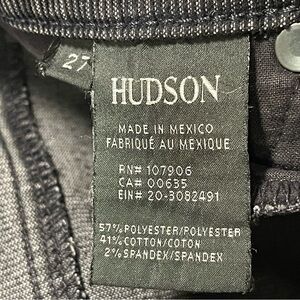 27
HUDSON
MADE IN MEXICO
FABRIQUÉ AU MEXIQUE
RN# 107906
CA# 00635
EIN# 20-3082491
57% POLYESTER/POLYESTER
41% COTTON/COTON
2% SPANDEX/SPANDEX